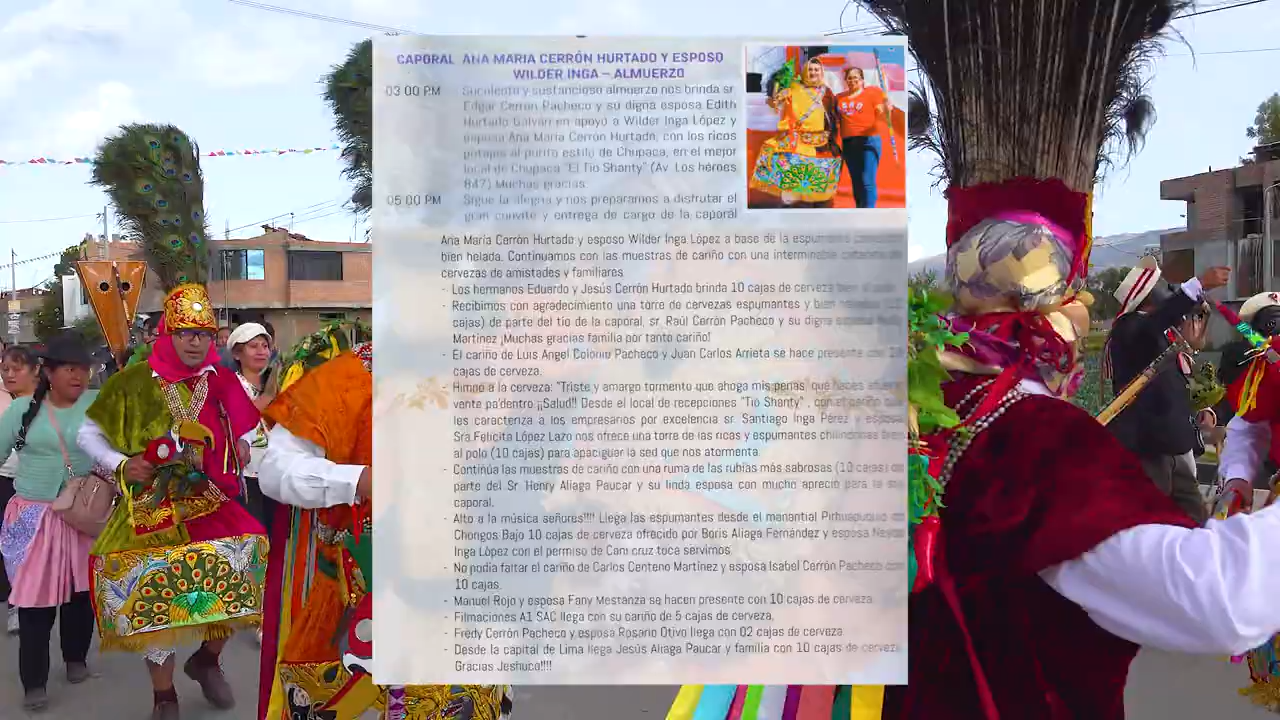 CAPORAL ANA MARIA CERRÓN HURTADO Y ESPOSO
WILDER INGA – ALMUERZO
03:00 PM Suculento y sustancioso almuerzo nos brinda sr
Edgar Cerrón Pacheco y su digna esposa Edith
Hurtado Galván en apoyo a Wilder Inga López y
esposa Ana María Cerrón Hurtado, con los ricos
potajes al purito estilo de Chupaca, en el mejor
local de Chupaca "El Tío Shanty" (Av. Los héroes
847) Muchas gracias.
05:00 PM Sigue la alegría y nos preparamos a disfrutar el
gran convite y entrega de cargo de la caporal
Ana María Cerrón Hurtado y esposo Wilder Inga López a base de la espumante
bien helada. Continuamos con las muestras de cariño con una interminable de
cervezas de amistades y familiares.
- Los hermanos Eduardo y Jesús Cerrón Hurtado brinda 10 cajas de cerveza bien al
- Recibimos con agradecimiento una torre de cervezas espumantes y bien
cajas) de parte del tío de la caporal, sr. Raúl Cerrón Pacheco y su digna esposa
Martínez ¡Muchas gracias familia por tanto cariño!
- El cariño de Luis Angel Colonio Pacheco y Juan Carlos Arrieta se hace presente con
cajas de cerveza.
- Himno a la cerveza: "Triste y amargo tormento que ahoga mis penas, que haces afuera
vente pa'dentro ¡¡Salud!! Desde el local de recepciones "Tío Shanty" , con el cariño que
les caracteriza a los empresarios por excelencia sr. Santiago Inga Pérez y esposa
Sra Felicita López Lazo nos ofrece una torre de las ricas y espumantes chilindrinas bien
al polo (10 cajas) para apaciguar la sed que nos atormenta.
- Continúa las muestras de cariño con una ruma de las rubias más sabrosas (10 cajas) de
parte del Sr. Henry Aliaga Paucar y su linda esposa con mucho aprecio para la
caporal.
- Alto a la música señores!!!! Llega las espumantes desde el manantial Pirhuapuquio de
Chongos Bajo 10 cajas de cerveza ofrecido por Boris Aliaga Fernández y esposa
Inga López con el permiso de Cani cruz toca servirnos.
- No podía faltar el cariño de Carlos Centeno Martínez y esposa Isabel Cerrón Pacheco con
10 cajas.
- Manuel Rojo y esposa Fany Mestanza se hacen presente con 10 cajas de cerveza.
- Filmaciones A1 SAC llega con su cariño de 5 cajas de cerveza,
- Fredy Cerrón Pacheco y esposa Rosario Otivo llega con 02 cajas de cerveza
- Desde la capital de Lima llega Jesús Aliaga Paucar y familia con 10 cajas de cerveza.
Gracias Jeshuco!!!!